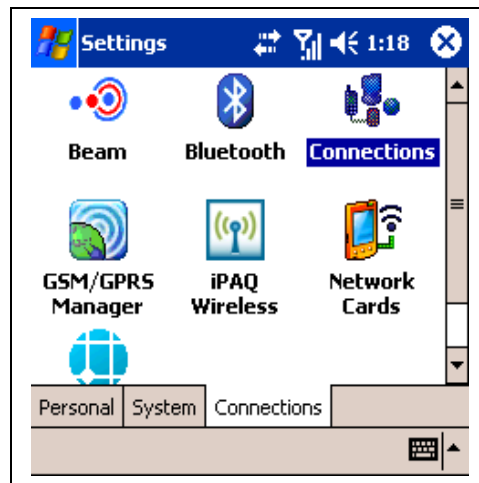 Settings 1:18
Beam Bluetooth Connections
GSM/GPRS Manager iPAQ Wireless Network Cards
Personal System Connections